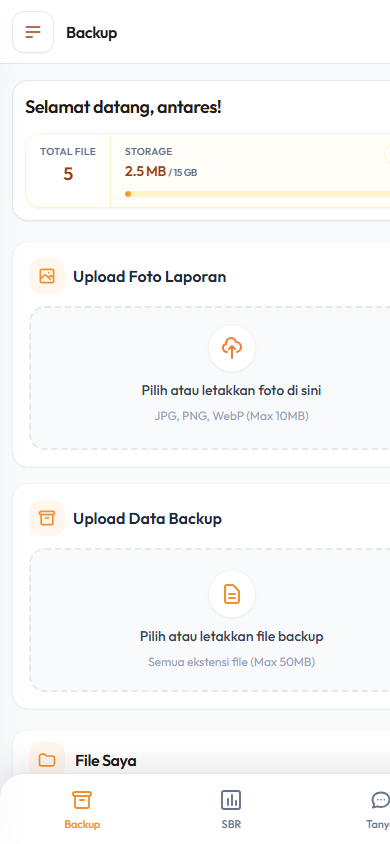 Backup
Selamat datang, antares!
TOTAL FILE
5
STORAGE
2.5 MB / 15 GB
Upload Foto Laporan
Pilih atau letakkan foto di sini
JPG, PNG, WebP (Max 10MB)
Upload Data Backup
Pilih atau letakkan file backup
Semua ekstensi file (Max 50MB)
File Saya
Backup
SBR
Tany